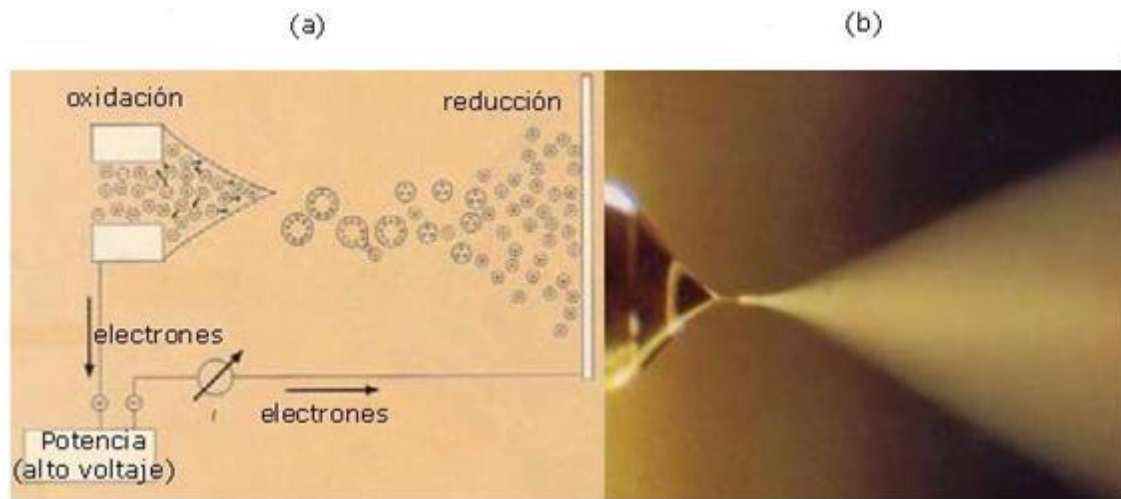 (a)
(b)
oxidación
reducción
electrones
electrones
i
Potencia
(alto voltaje)